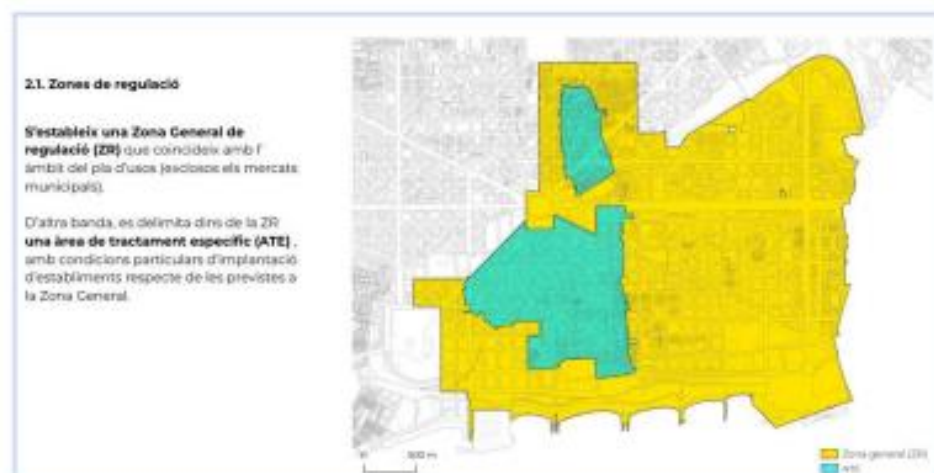 2.1. Zones de regulació
S'estableix una Zona General de
regulació (ZR) que coincideix amb l'
àmbit del pla d'usos (exclosos els mercats
municipals).
D'altra banda, es delimita dins de la ZR
una àrea de tractament específic (ATE) ,
amb condicions particulars d'implantació
d'establiments respecte de les previstes a
la Zona General.
0 500 m
Zona general (ZR)
ATE